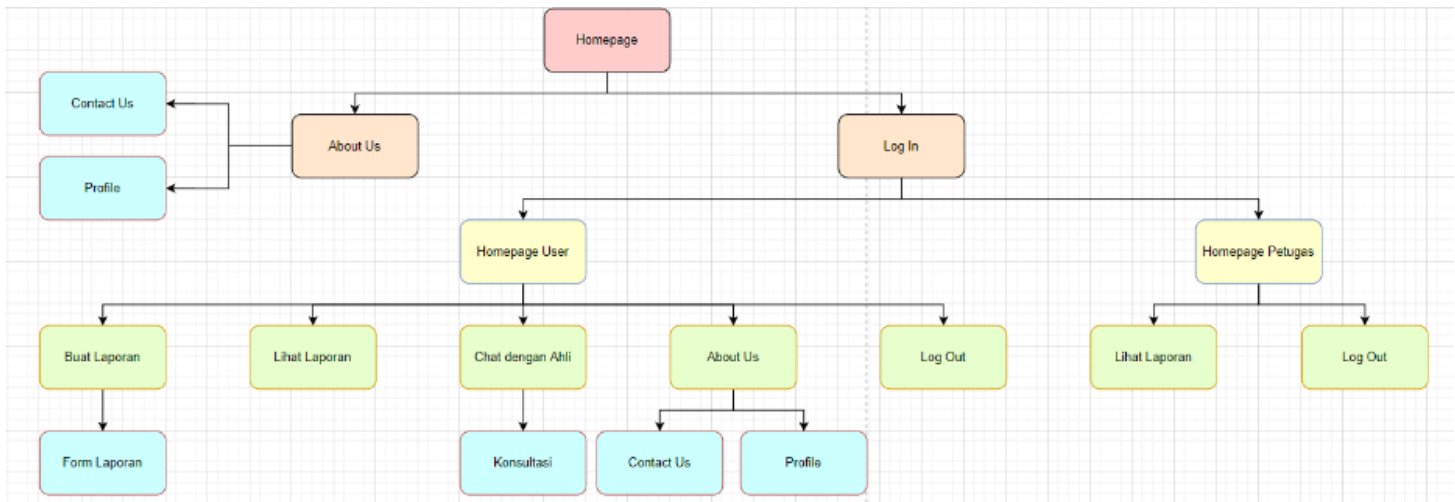 Homepage
Contact Us
About Us
Log In
Profile
Homepage User
Homepage Petugas
Buat Laporan
Lihat Laporan
Chat dengan Ahli
About Us
Log Out
Lihat Laporan
Log Out
Form Laporan
Konsultasi
Contact Us
Profile